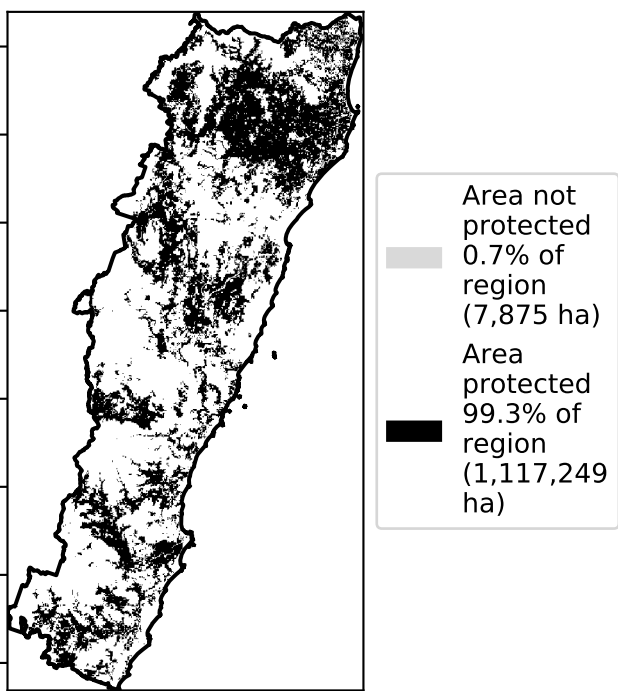 Area not
protected
0.7% of
region
(7,875 ha)
Area
protected
99.3% of
region
(1,117,249
ha)